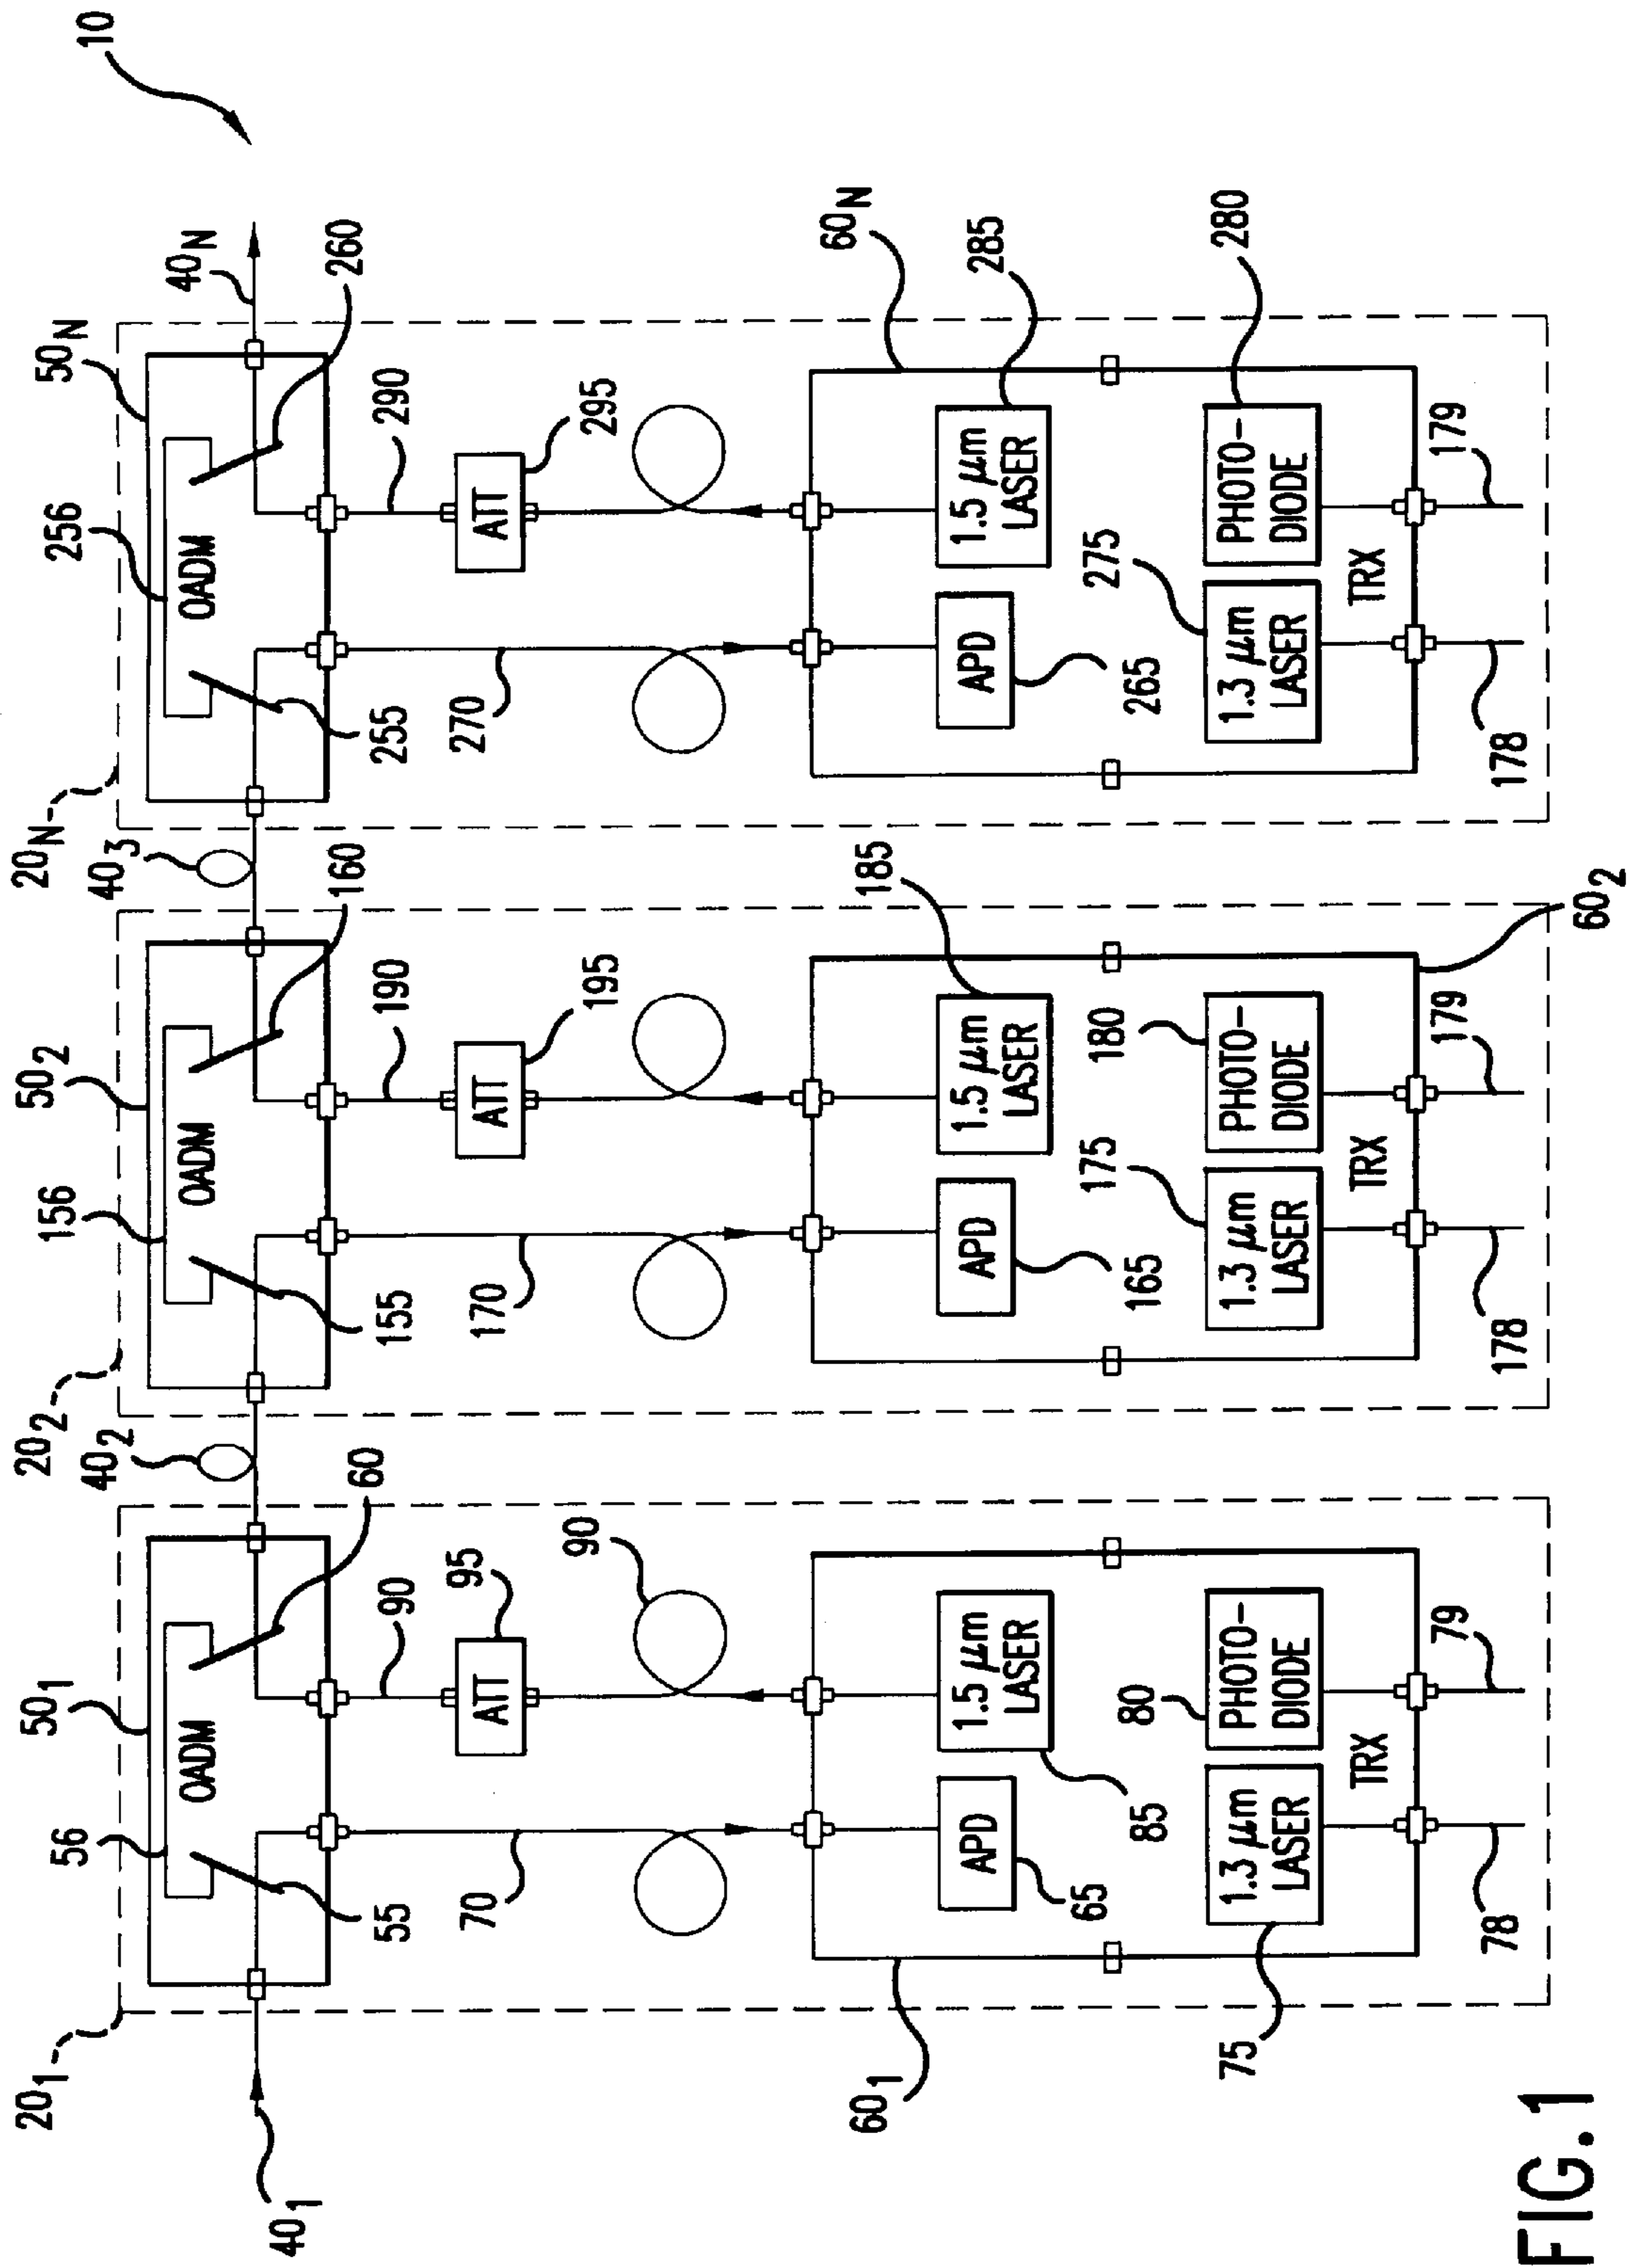 10
20₁
50₁
56
OADM
55
60
40₁
40₂
70
90
95
ATT
90
60₁
APD
65
1.5 μm
LASER
85
75
1.3 μm
LASER
80
PHOTO-
DIODE
TRX
78
79
20₂
50₂
156
OADM
155
160
40₃
170
190
195
ATT
APD
165
1.5 μm
LASER
185
175
1.3 μm
LASER
180
PHOTO-
DIODE
TRX
178
179
60₂
20N
50N
256
OADM
255
260
40N
270
290
295
ATT
60N
APD
265
1.5 μm
LASER
285
275
1.3 μm
LASER
280
PHOTO-
DIODE
TRX
178
179
FIG.1